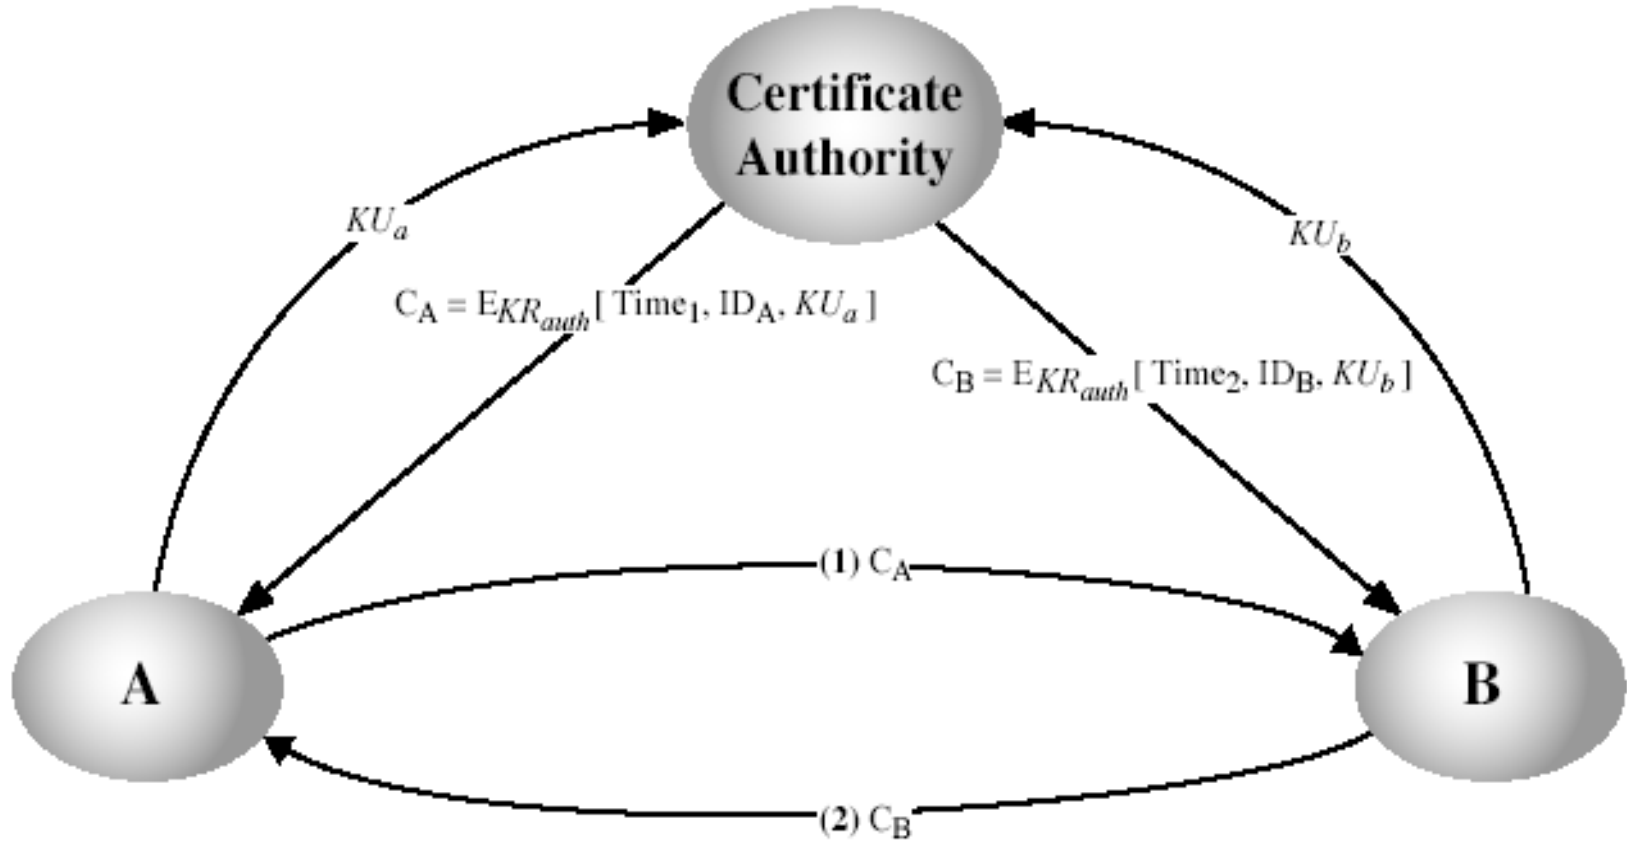 Certificate
Authority
KUa
KUb
CA = EKRauth[ Time1, IDA, KUa ]
CB = EKRauth[ Time2, IDB, KUb ]
(1) CA
A
B
(2) CB